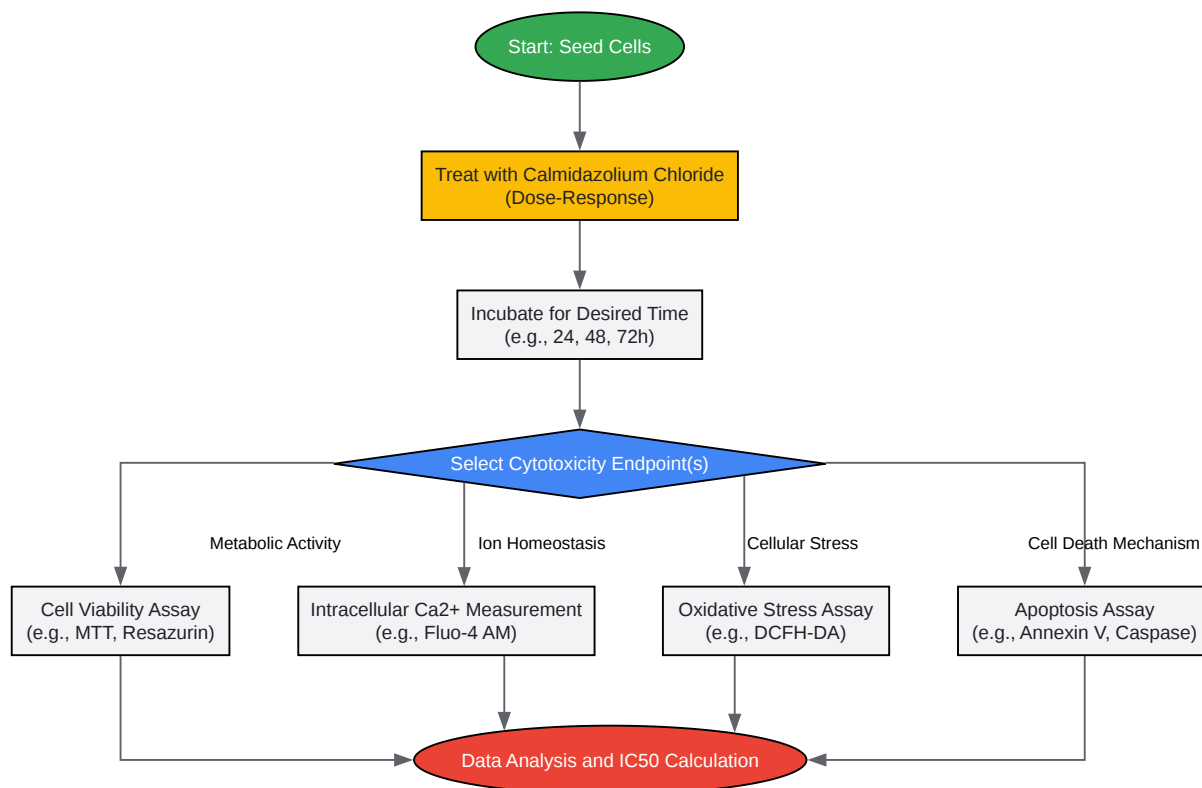 Start: Seed Cells
Treat with Calmidazolium Chloride
(Dose-Response)
Incubate for Desired Time
(e.g., 24, 48, 72h)
Select Cytotoxicity Endpoint(s)
Metabolic Activity
Ion Homeostasis
Cellular Stress
Cell Death Mechanism
Cell Viability Assay
(e.g., MTT, Resazurin)
Intracellular Ca2+ Measurement
(e.g., Fluo-4 AM)
Oxidative Stress Assay
(e.g., DCFH-DA)
Apoptosis Assay
(e.g., Annexin V, Caspase)
Data Analysis and IC50 Calculation